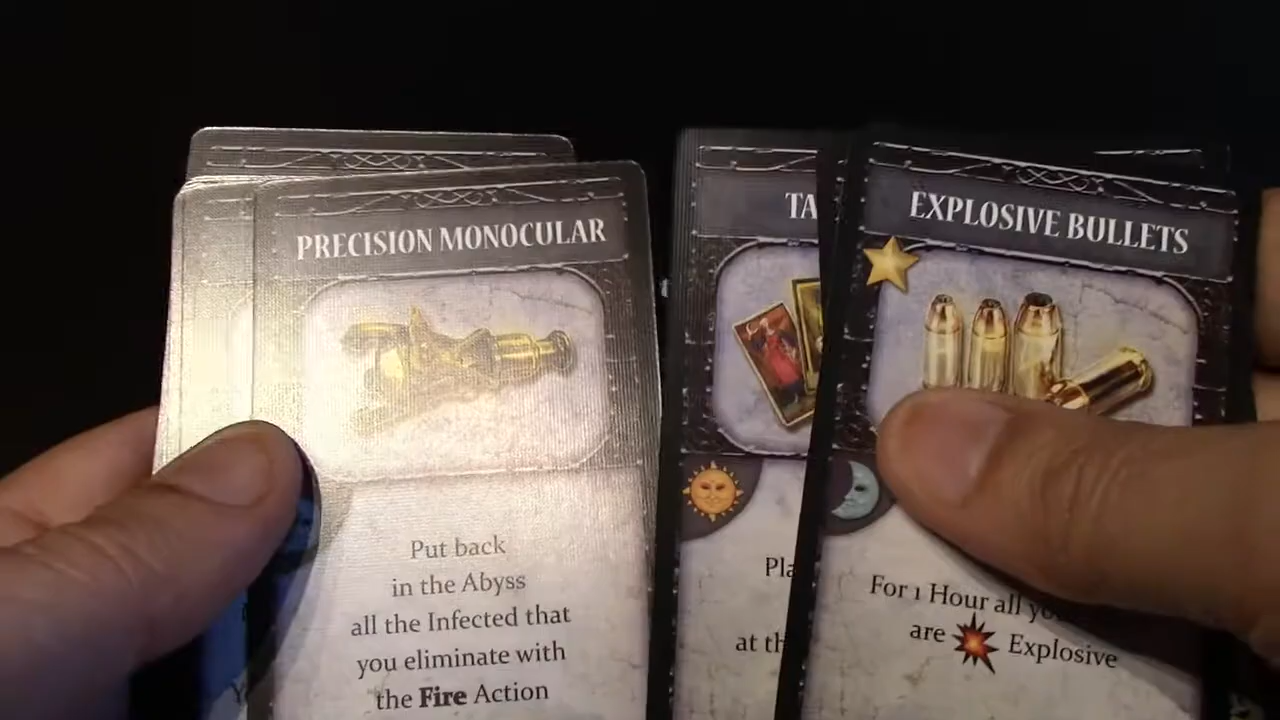 PRECISION MONOCULAR
Put back
in the Abyss
all the Infected that
you eliminate with
the Fire Action
TA
Pla
at th
EXPLOSIVE BULLETS
For 1 Hour all
are Explosive